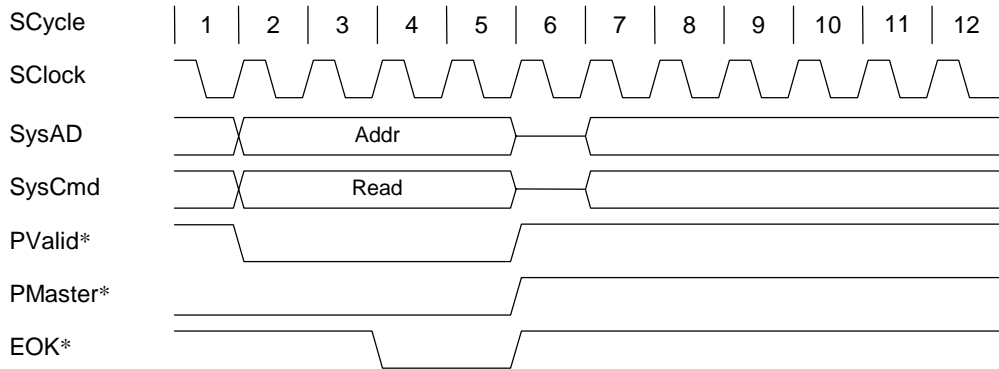 SCycle 1 2 3 4 5 6 7 8 9 10 11 12
SClock
SysAD Addr
SysCmd Read
PValid*
PMaster*
EOK*